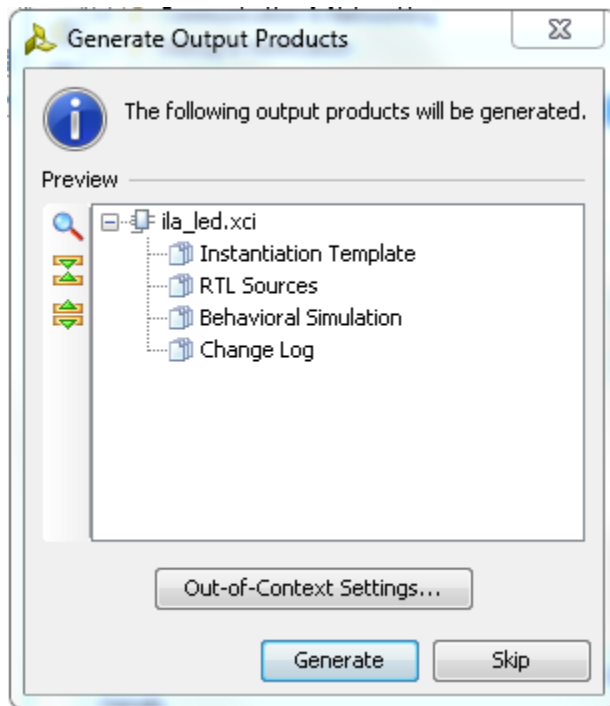 Generate Output Products
The following output products will be generated.
Preview
ila_led.xci
Instantiation Template
RTL Sources
Behavioral Simulation
Change Log
Out-of-Context Settings...
Generate
Skip